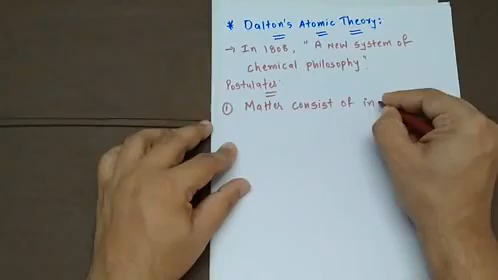 * Dalton's Atomic Theory:
→ In 1808, "A new system of
chemical philosophy".
Postulates:
① Matter consist of in